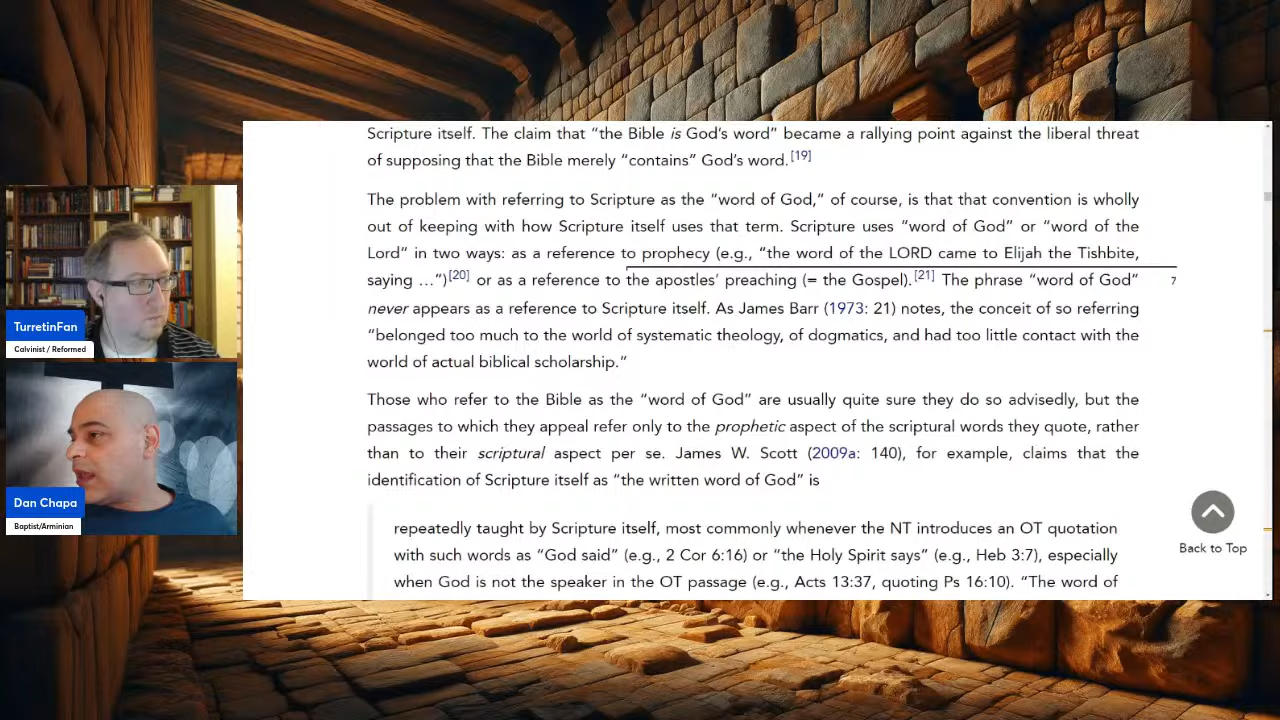 Scripture itself. The claim that “the Bible is God’s word” became a rallying point against the liberal threat
of supposing that the Bible merely “contains” God’s word.[19]
The problem with referring to Scripture as the “word of God,” of course, is that that convention is wholly
out of keeping with how Scripture itself uses that term. Scripture uses “word of God” or “word of the
Lord” in two ways: as a reference to prophecy (e.g., “the word of the LORD came to Elijah the Tishbite,
saying …”)[20] or as a reference to the apostles’ preaching (= the Gospel).[21] The phrase “word of God”
7
never appears as a reference to Scripture itself. As James Barr (1973: 21) notes, the conceit of so referring
“belonged too much to the world of systematic theology, of dogmatics, and had too little contact with the
world of actual biblical scholarship.”
Those who refer to the Bible as the “word of God” are usually quite sure they do so advisedly, but the
passages to which they appeal refer only to the prophetic aspect of the scriptural words they quote, rather
than to their scriptural aspect per se. James W. Scott (2009a: 140), for example, claims that the
identification of Scripture itself as “the written word of God” is
repeatedly taught by Scripture itself, most commonly whenever the NT introduces an OT quotation
with such words as “God said” (e.g., 2 Cor 6:16) or “the Holy Spirit says” (e.g., Heb 3:7), especially
when God is not the speaker in the OT passage (e.g., Acts 13:37, quoting Ps 16:10). “The word of
Back to Top
TurretinFan
Calvinist / Reformed
Dan Chapa
Baptist/Arminian